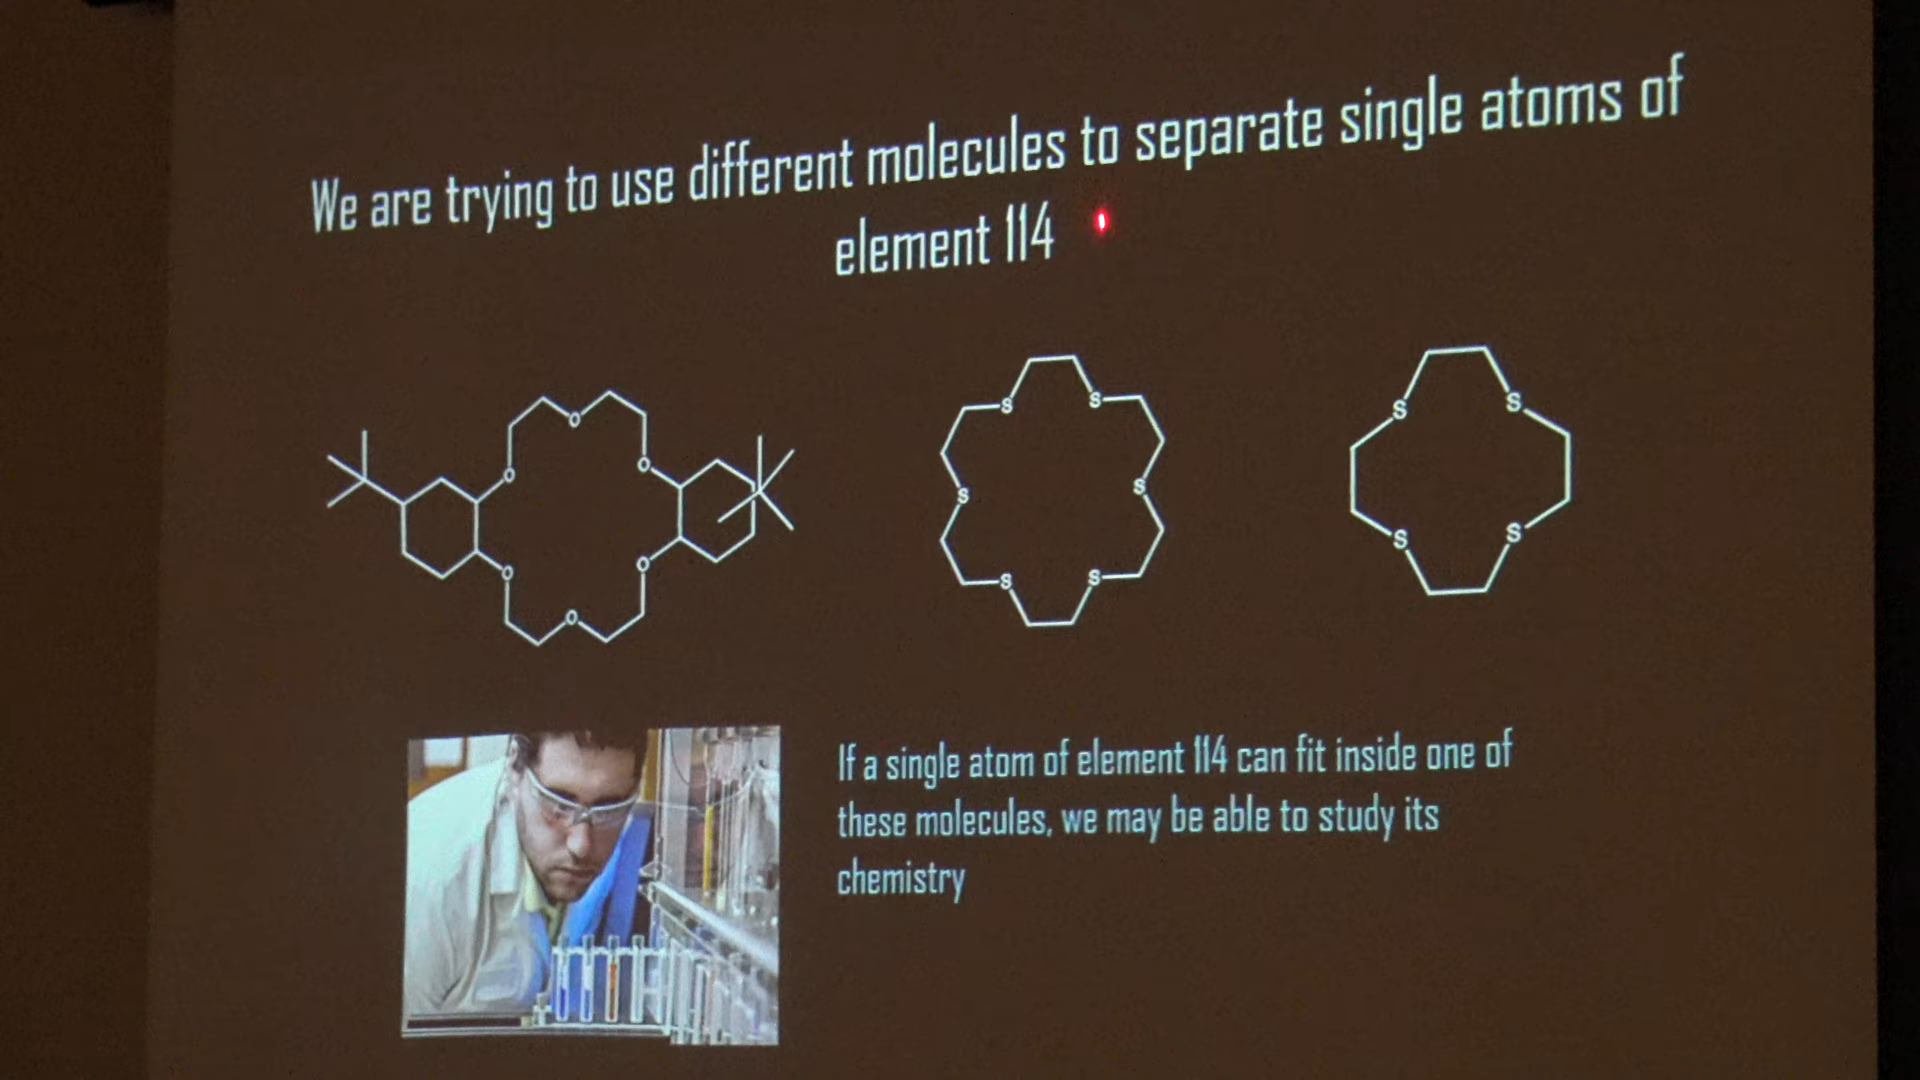 We are trying to use different molecules to separate single atoms of
element 114
O
O
O
O
O
O
S
S
S
S
S
S
S
S
S
S
If a single atom of element 114 can fit inside one of
these molecules, we may be able to study its
chemistry